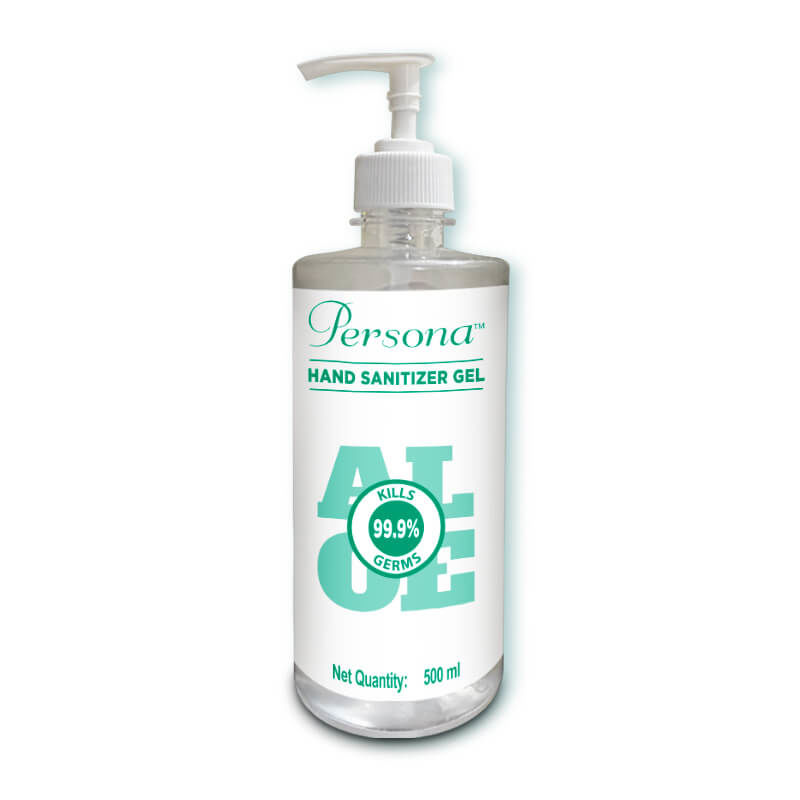 Persona™
HAND SANITIZER GEL
AL
OE
KILLS
99.9%
GERMS
Net Quantity: 500 ml